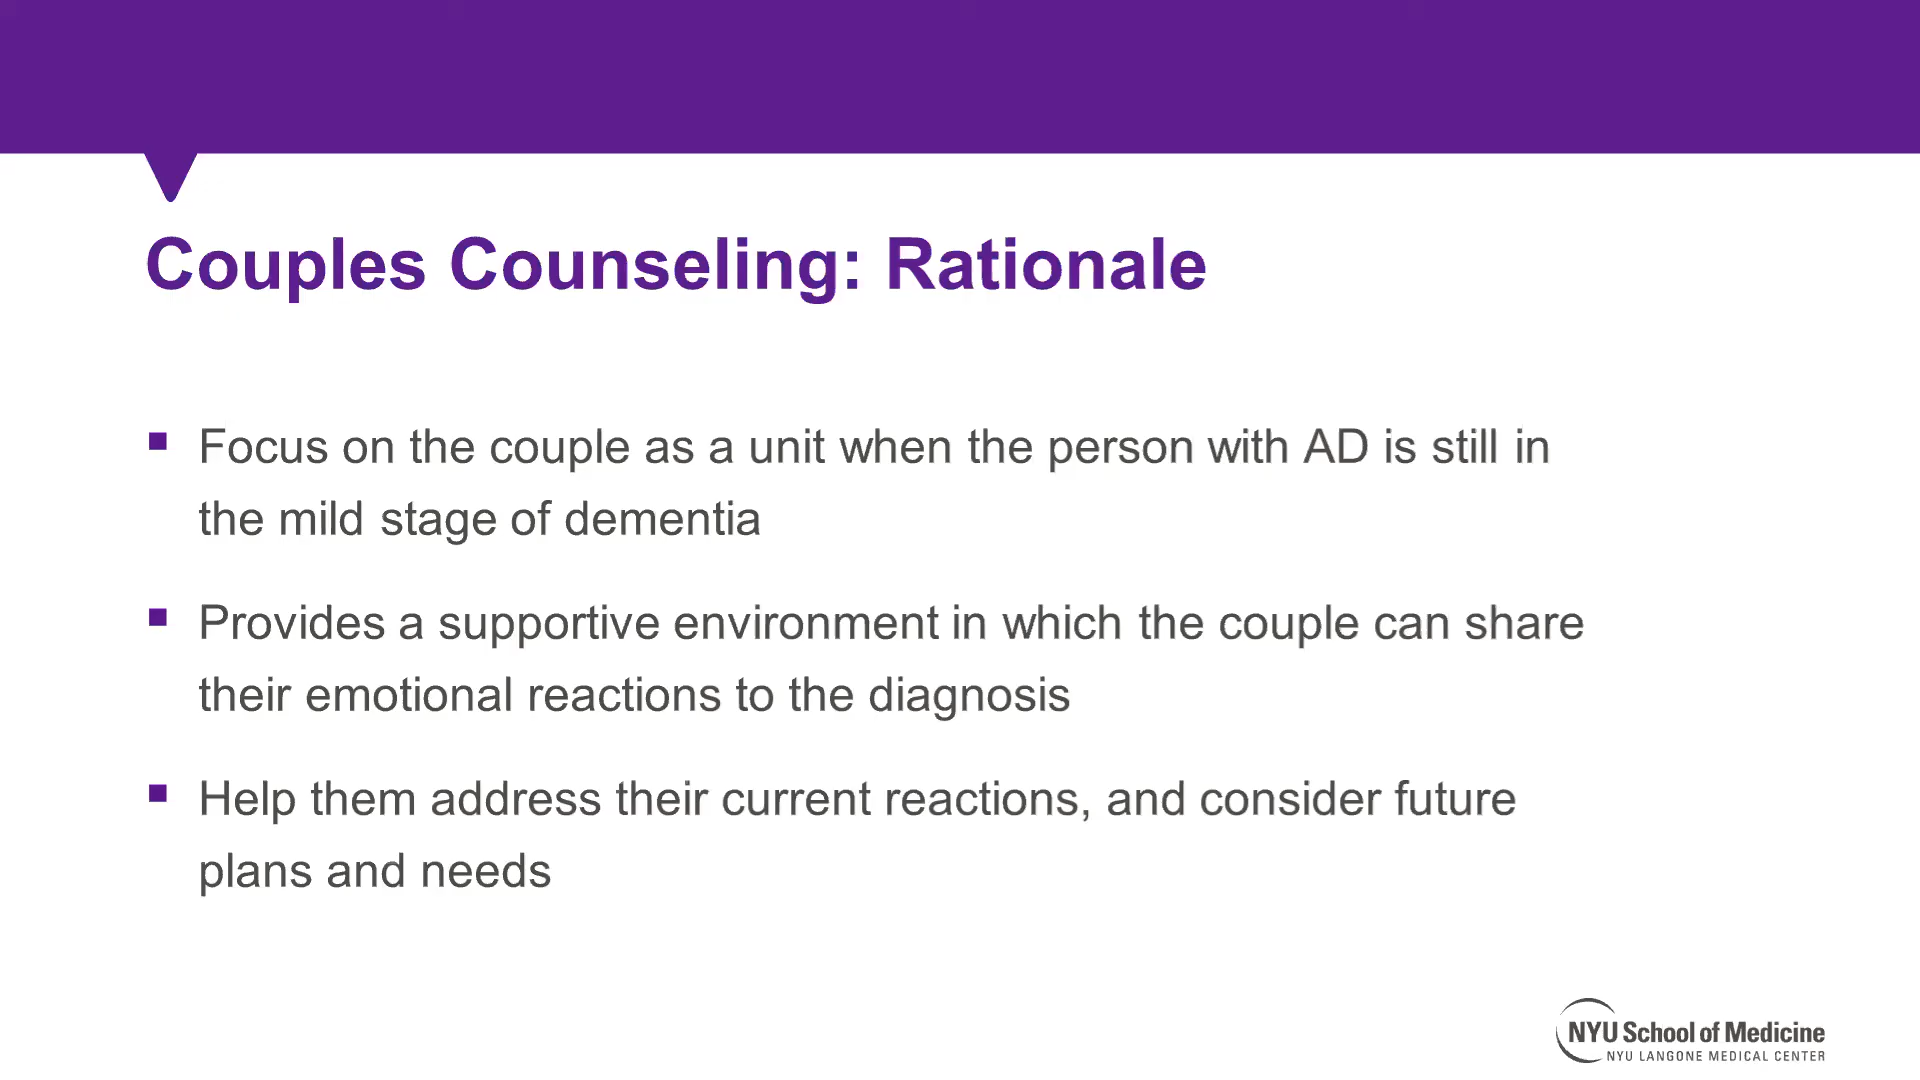 Couples Counseling: Rationale
Focus on the couple as a unit when the person with AD is still in
the mild stage of dementia
Provides a supportive environment in which the couple can share
their emotional reactions to the diagnosis
Help them address their current reactions, and consider future
plans and needs
NYU School of Medicine
NYU LANGONE MEDICAL CENTER